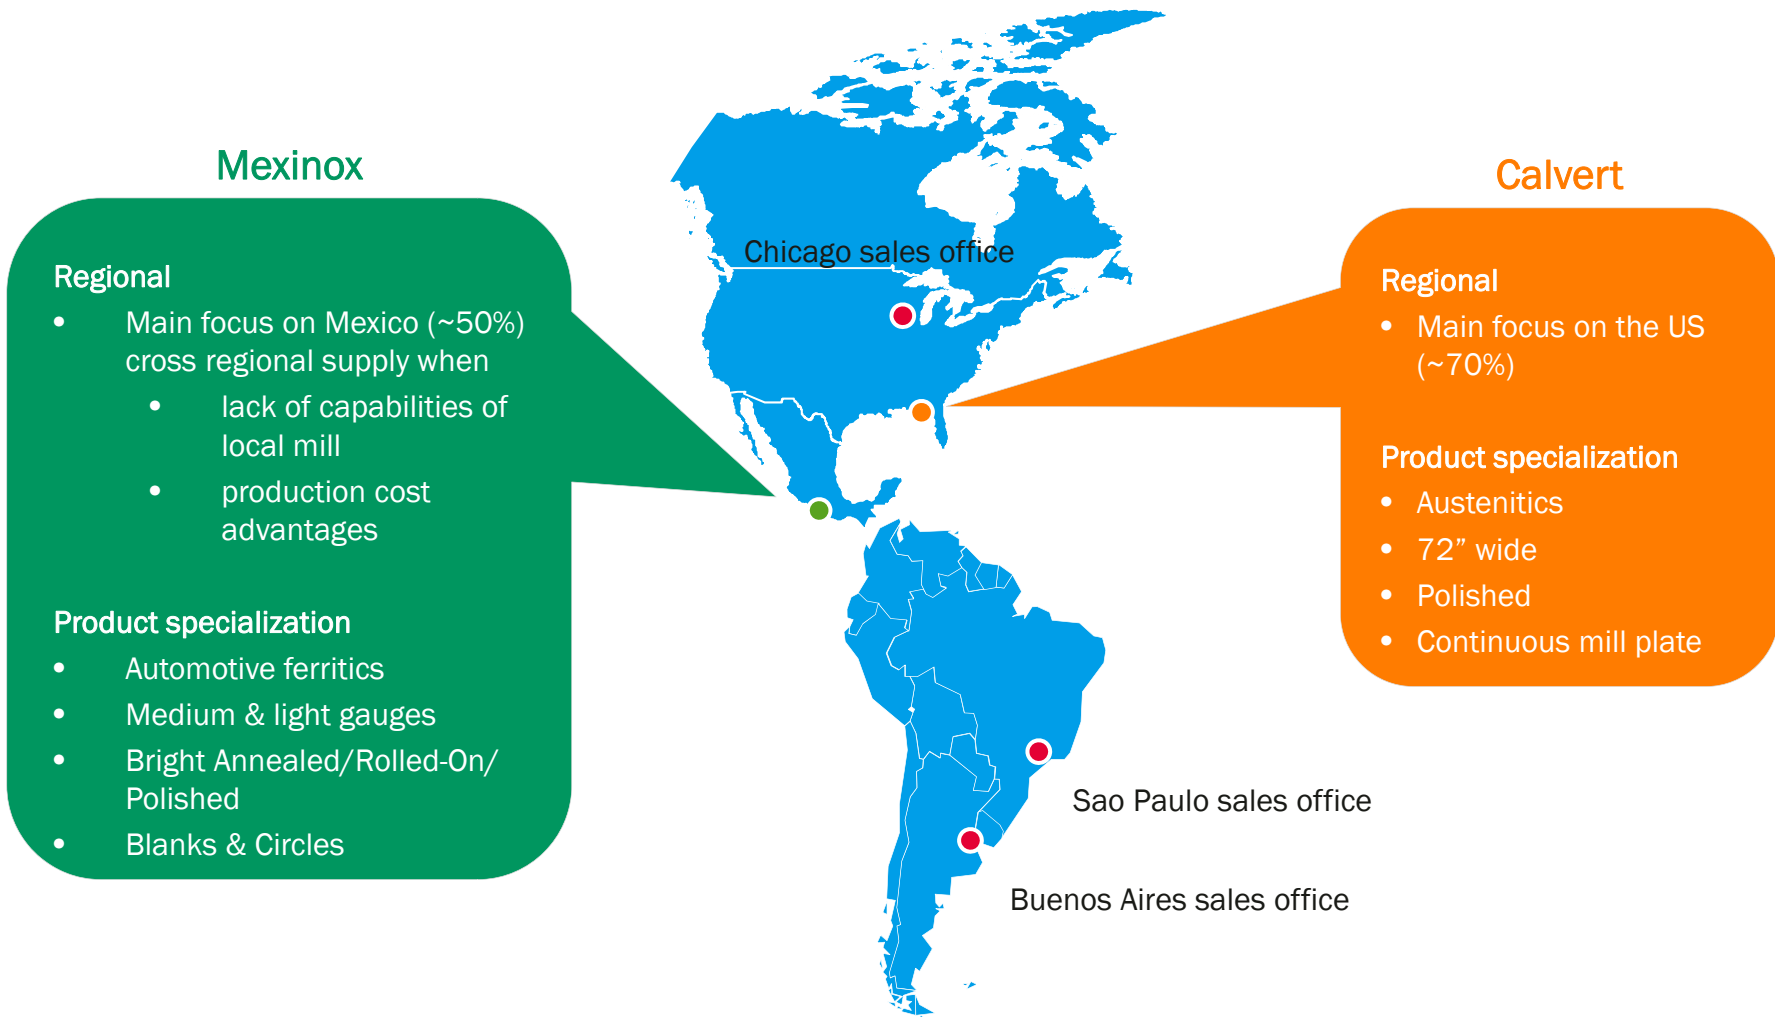 Mexinox
Regional
• Main focus on Mexico (~50%)
cross regional supply when
• lack of capabilities of
local mill
• production cost
advantages
Product specialization
• Automotive ferritics
• Medium & light gauges
• Bright Annealed/Rolled-On/
Polished
• Blanks & Circles
Chicago sales office
Sao Paulo sales office
Buenos Aires sales office
Calvert
Regional
• Main focus on the US
(~70%)
Product specialization
• Austenitics
• 72” wide
• Polished
• Continuous mill plate